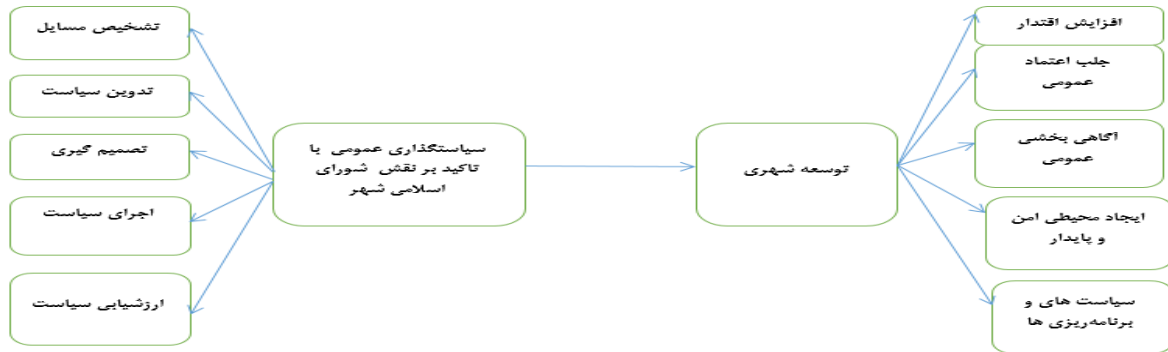 افزایش اقتدار
جلب اعتماد
عمومی
آگاهی بخشی
عمومی
ایجاد محیطی امن
و پایدار
سیاست های و
برنامه‌ریزی ها
توسعه شهری
سیاستگذاری عمومی با
تاکید بر نقش شورای
اسلامی شهر
تشخیص مسایل
تدوین سیاست
تصمیم گیری
اجرای سیاست
ارزشیابی سیاست